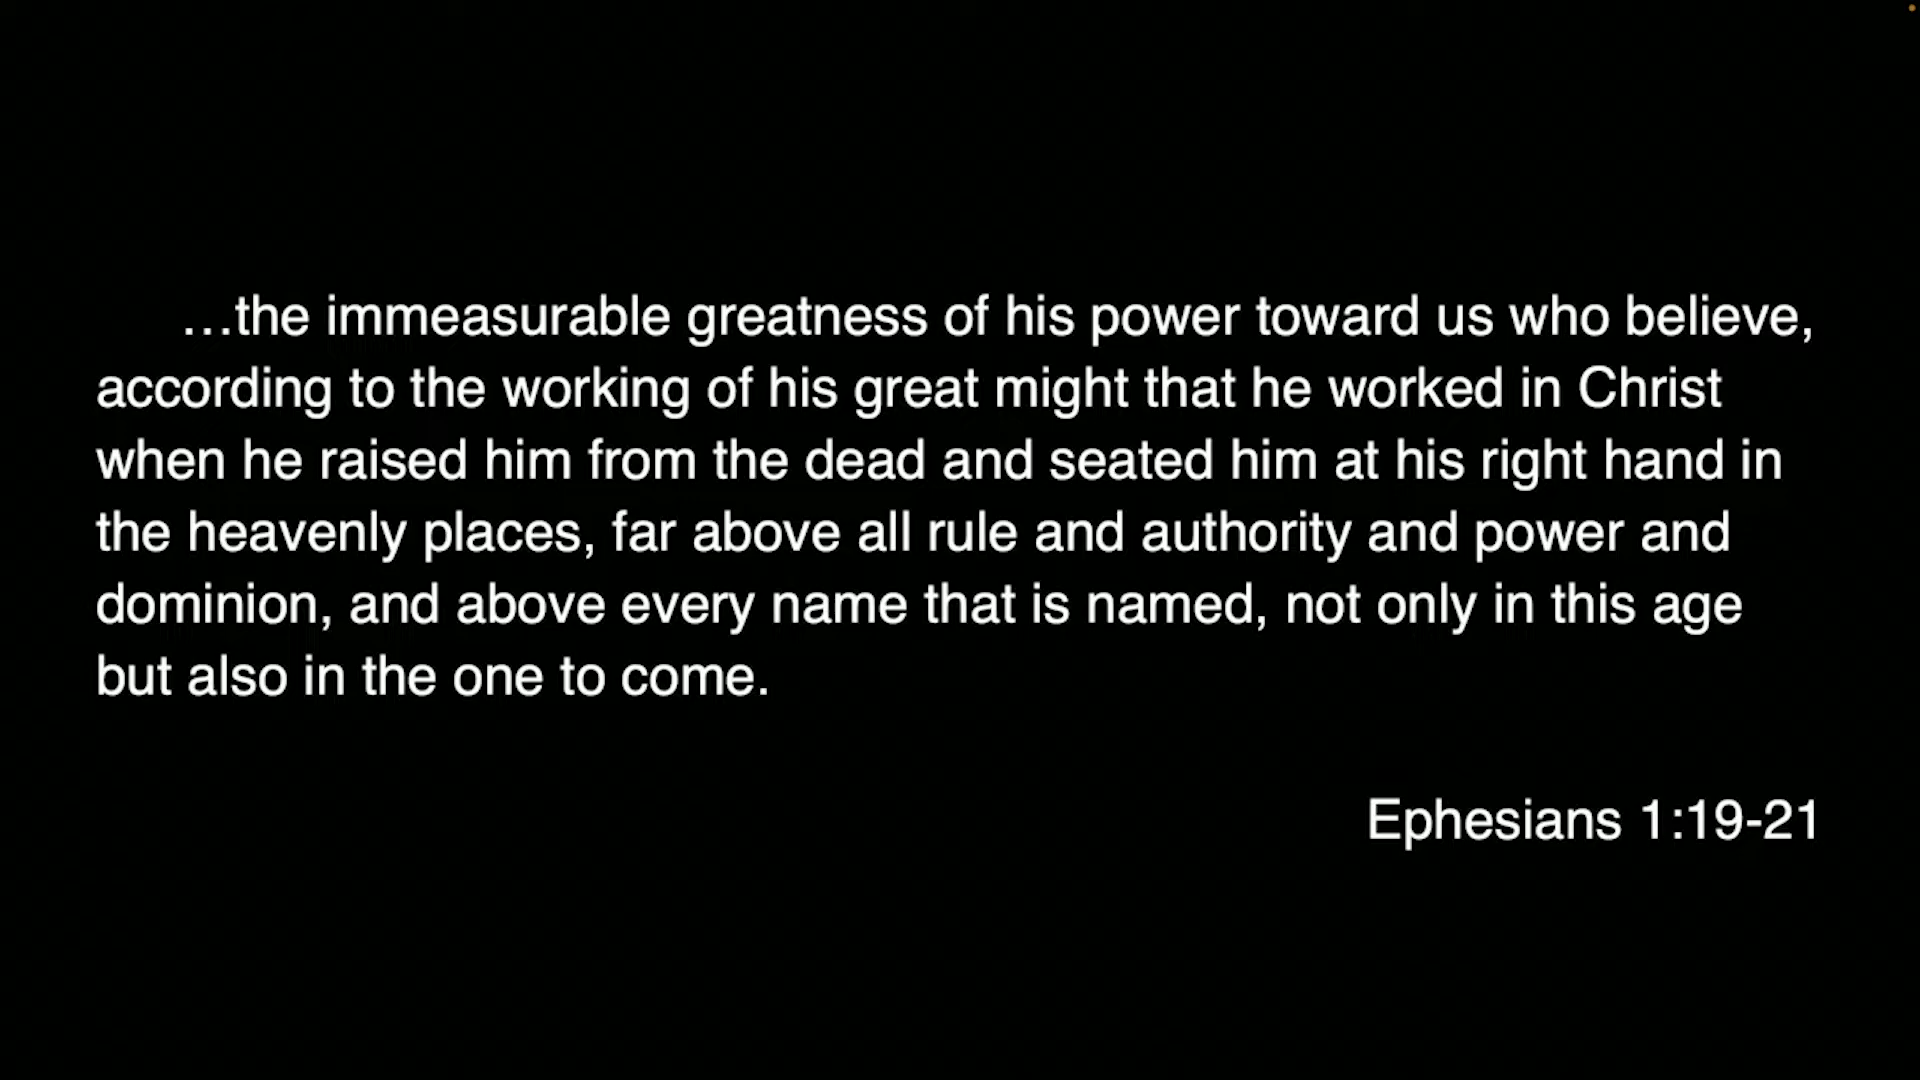 …the immeasurable greatness of his power toward us who believe,
according to the working of his great might that he worked in Christ
when he raised him from the dead and seated him at his right hand in
the heavenly places, far above all rule and authority and power and
dominion, and above every name that is named, not only in this age
but also in the one to come.
Ephesians 1:19-21